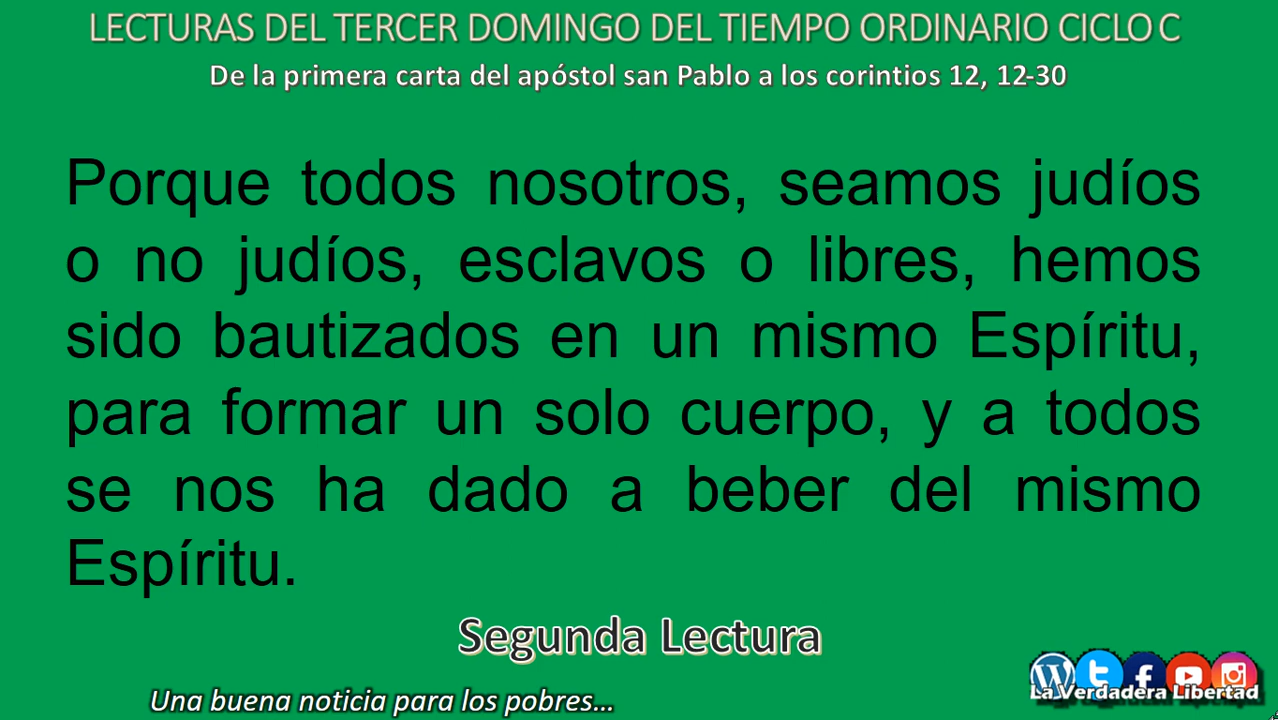 LECTURAS DEL TERCER DOMINGO DEL TIEMPO ORDINARIO CICLO C
De la primera carta del apóstol san Pablo a los corintios 12, 12-30
Porque todos nosotros, seamos judíos
o no judíos, esclavos o libres, hemos
sido bautizados en un mismo Espíritu,
para formar un solo cuerpo, y a todos
se nos ha dado a beber del mismo
Espíritu.
Segunda Lectura
La Verdadera Libertad
Una buena noticia para los pobres...